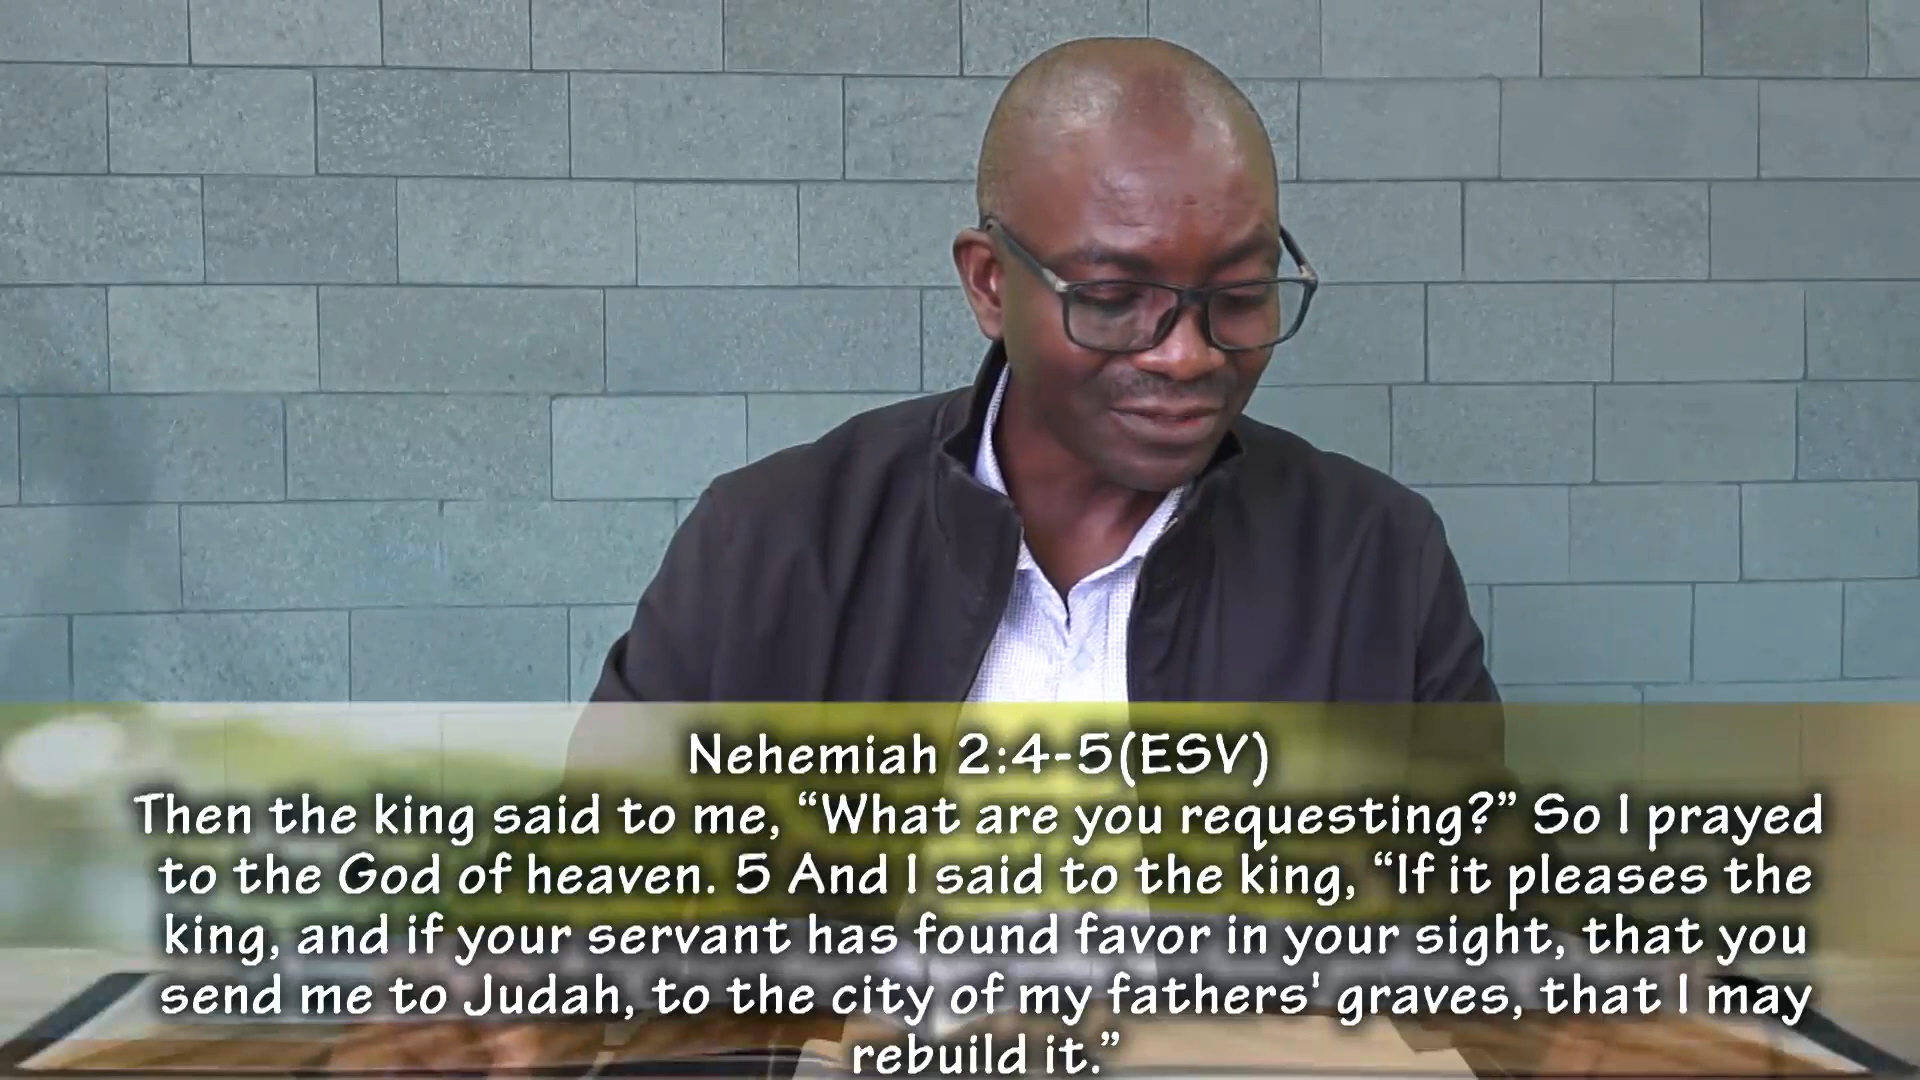 Nehemiah 2:4-5(ESV)
Then the king said to me, “What are you requesting?” So I prayed
to the God of heaven. 5 And I said to the king, “If it pleases the
king, and if your servant has found favor in your sight, that you
send me to Judah, to the city of my fathers' graves, that I may
rebuild it.”